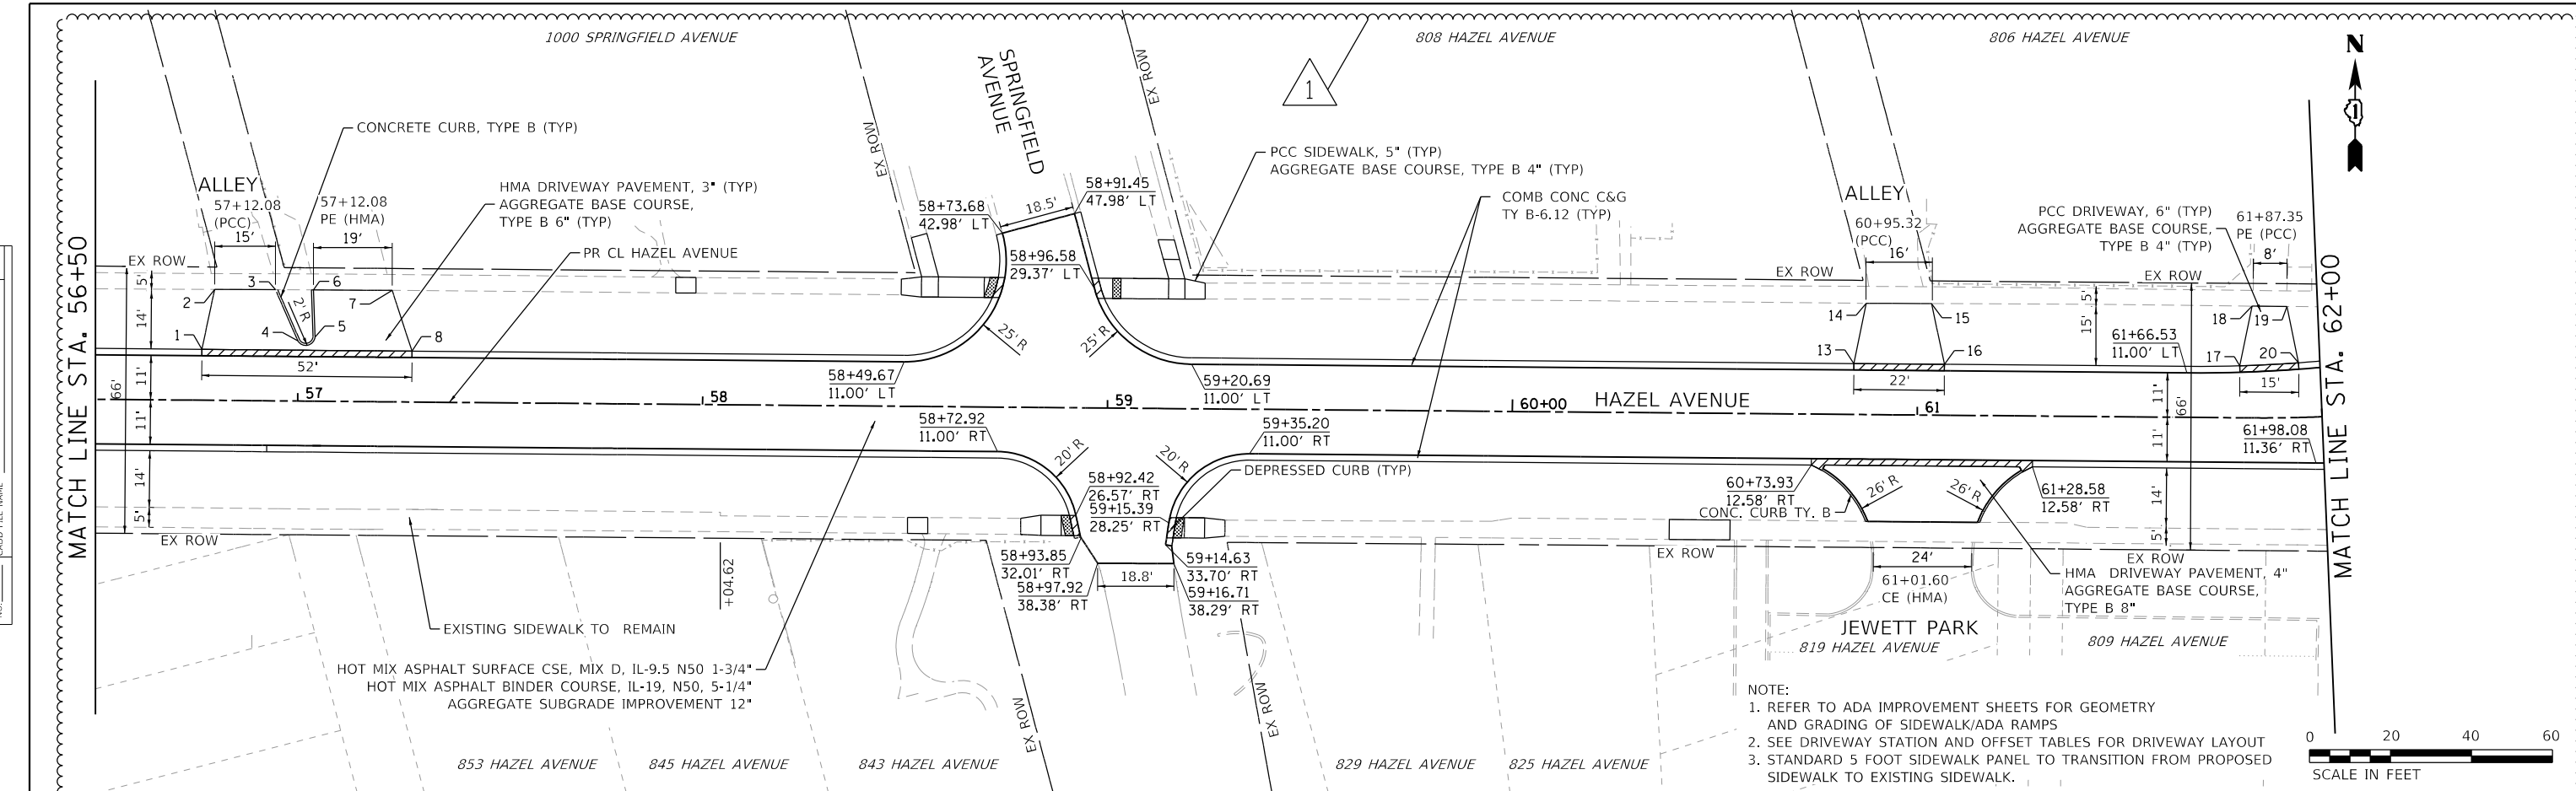 1000 SPRINGFIELD AVENUE
808 HAZEL AVENUE
806 HAZEL AVENUE
N
1
1
SPRINGFIELD
AVENUE
EX ROW
EX ROW
CONCRETE CURB, TYPE B (TYP)
PCC SIDEWALK, 5" (TYP)
AGGREGATE BASE COURSE, TYPE B 4" (TYP)
ALLEY
57+12.08
(PCC)
15'
57+12.08
PE (HMA)
19'
HMA DRIVEWAY PAVEMENT, 3" (TYP)
AGGREGATE BASE COURSE,
TYPE B 6" (TYP)
PR CL HAZEL AVENUE
58+73.68
42.98' LT
18.5'
58+91.45
47.98' LT
58+96.58
29.37' LT
COMB CONC C&G
TY B-6.12 (TYP)
ALLEY
60+95.32
(PCC)
16'
PCC DRIVEWAY, 6" (TYP)
AGGREGATE BASE COURSE,
TYPE B 4" (TYP)
61+87.35
PE (PCC)
8'
MATCH LINE STA. 56+50
EX ROW
EX ROW
EX ROW
5'
14'
11'
11'
14'
5'
66'
1
2
3
4
5
6
7
8
2' R
52'
25' R
25' R
58+49.67
11.00' LT
59+20.69
11.00' LT
13
14
15
16
22'
5'
15'
61+66.53
11.00' LT
17
18
19
20
15'
57
58
59
60+00
HAZEL AVENUE
61
11'
66'
11'
14'
5'
58+72.92
11.00' RT
20' R
20' R
59+35.20
11.00' RT
61+98.08
11.36' RT
MATCH LINE STA. 62+00
DEPRESSED CURB (TYP)
58+92.42
26.57' RT
59+15.39
28.25' RT
60+73.93
12.58' RT
CONC. CURB TY. B
26' R
26' R
61+28.58
12.58' RT
EX ROW
58+93.85
32.01' RT
58+97.92
38.38' RT
18.8'
59+14.63
33.70' RT
59+16.71
38.29' RT
EX ROW
24'
61+01.60
CE (HMA)
EX ROW
HMA DRIVEWAY PAVEMENT, 4"
AGGREGATE BASE COURSE,
TYPE B 8"
+04.62
EXISTING SIDEWALK TO REMAIN
JEWETT PARK
819 HAZEL AVENUE
809 HAZEL AVENUE
HOT MIX ASPHALT SURFACE CSE, MIX D, IL-9.5 N50 1-3/4"
HOT MIX ASPHALT BINDER COURSE, IL-19, N50, 5-1/4"
AGGREGATE SUBGRADE IMPROVEMENT 12"
EX ROW
EX ROW
853 HAZEL AVENUE
845 HAZEL AVENUE
843 HAZEL AVENUE
829 HAZEL AVENUE
825 HAZEL AVENUE
NOTE:
1. REFER TO ADA IMPROVEMENT SHEETS FOR GEOMETRY
AND GRADING OF SIDEWALK/ADA RAMPS
2. SEE DRIVEWAY STATION AND OFFSET TABLES FOR DRIVEWAY LAYOUT
3. STANDARD 5 FOOT SIDEWALK PANEL TO TRANSITION FROM PROPOSED
SIDEWALK TO EXISTING SIDEWALK.
0 20 40 60
SCALE IN FEET